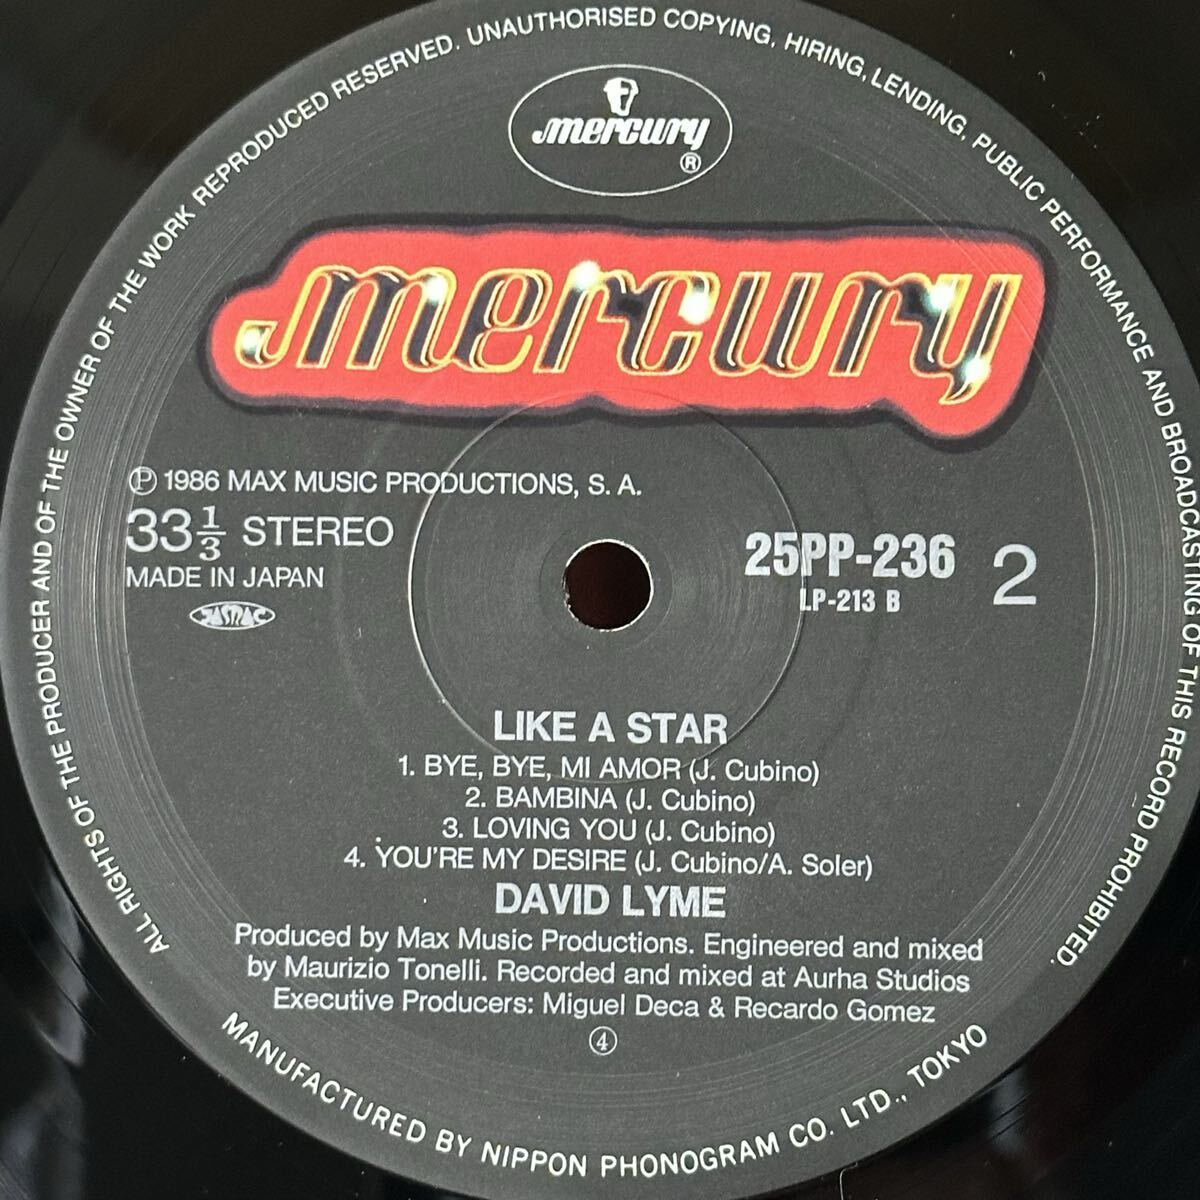 ALL RIGHTS OF THE PRODUCER AND OF THE OWNER OF THE WORK REPRODUCED RESERVED. UNAUTHORISED COPYING, HIRING, LENDING, PUBLIC PERFORMANCE AND BROADCASTING OF THIS RECORD PROHIBITED.
mercury
®
mercury
Ⓟ 1986 MAX MUSIC PRODUCTIONS, S. A.
33 1/3 STEREO
MADE IN JAPAN
JASRAC
25PP-236
LP-213 B
2
LIKE A STAR
1. BYE, BYE, MI AMOR (J. Cubino)
2. BAMBINA (J. Cubino)
3. LOVING YOU (J. Cubino)
4. YOU'RE MY DESIRE (J. Cubino/A. Soler)
DAVID LYME
Produced by Max Music Productions. Engineered and mixed
by Maurizio Tonelli. Recorded and mixed at Aurha Studios
Executive Producers: Miguel Deca & Recardo Gomez
④
MANUFACTURED BY NIPPON PHONOGRAM CO. LTD., TOKYO